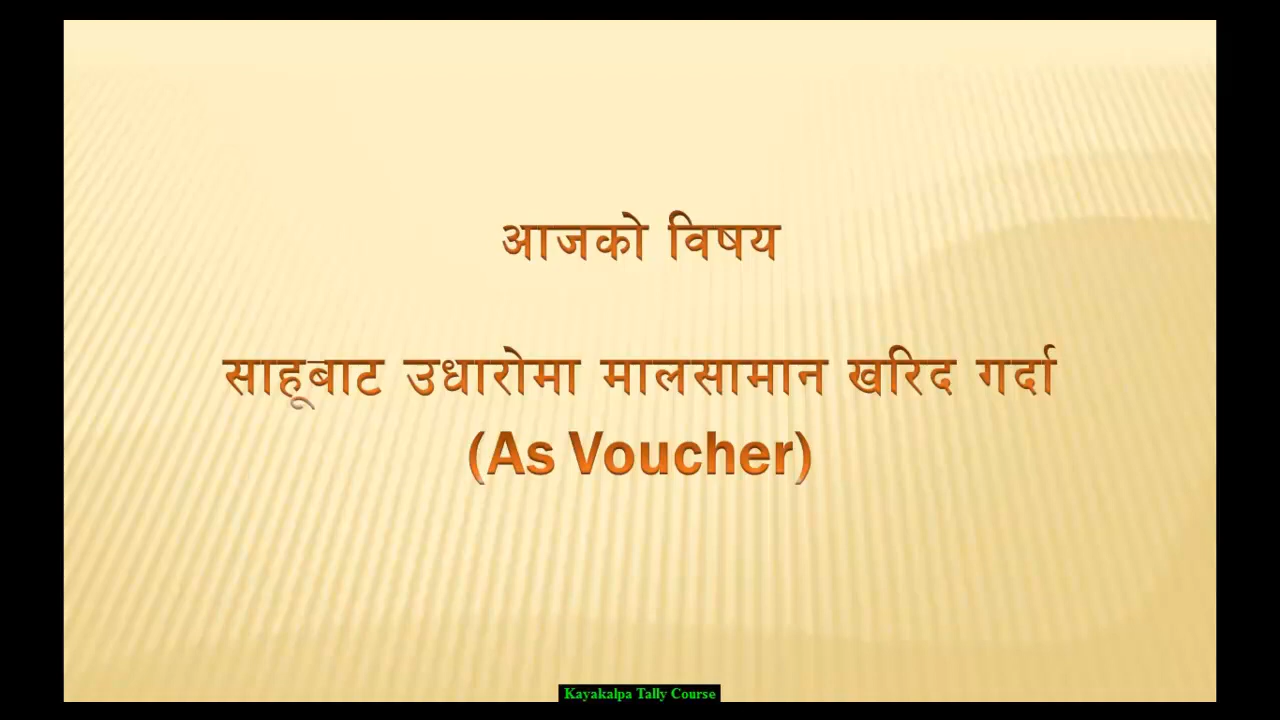 आजको विषय
साहूबाट उधारोमा मालसामान खरिद गर्दा
(As Voucher)
Kayakalpa Tally Course